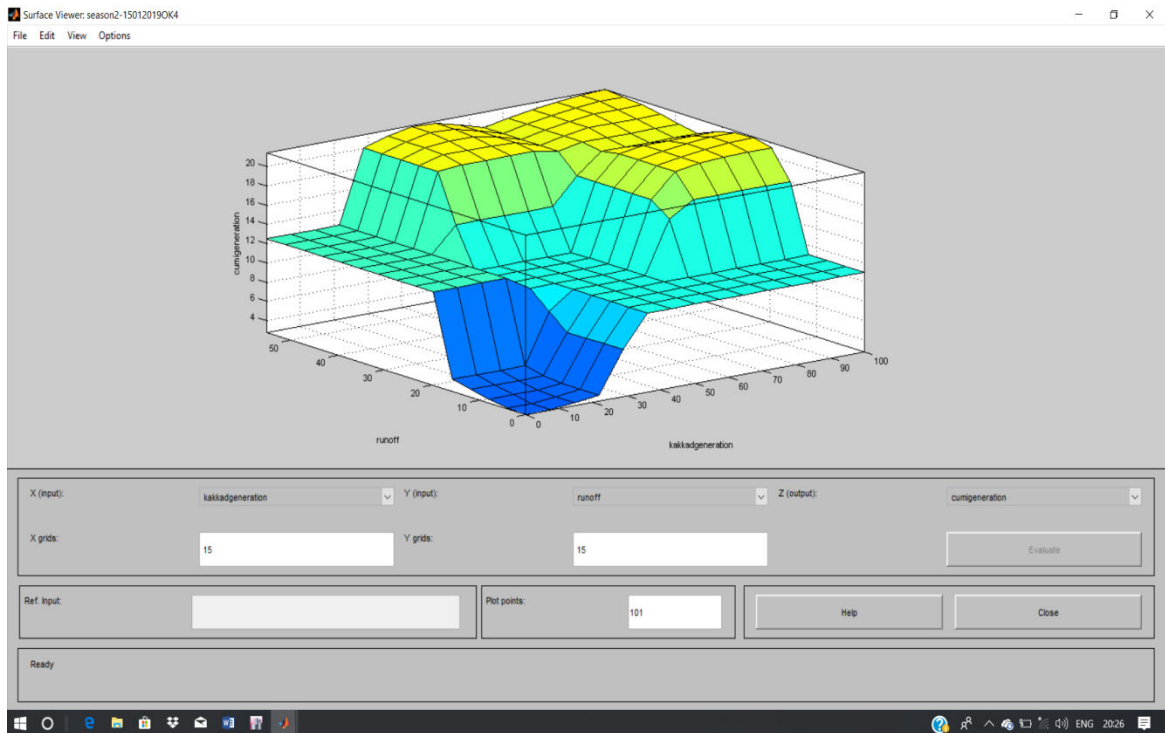 Surface Viewer: season2-15012019OK4
File Edit View Options
20
18
16
14
12
10
8
6
4
cumigeneration
50
40
30
20
10
0
runoff
0
10
20
30
40
50
60
70
80
90
100
kakkadgeneration
X (input): kakkadgeneration Y (input): runoff Z (output): cumigeneration
X grids: 15 Y grids: 15 Evaluate
Ref. Input: Plot points: 101 Help Close
Ready
ENG 20:26